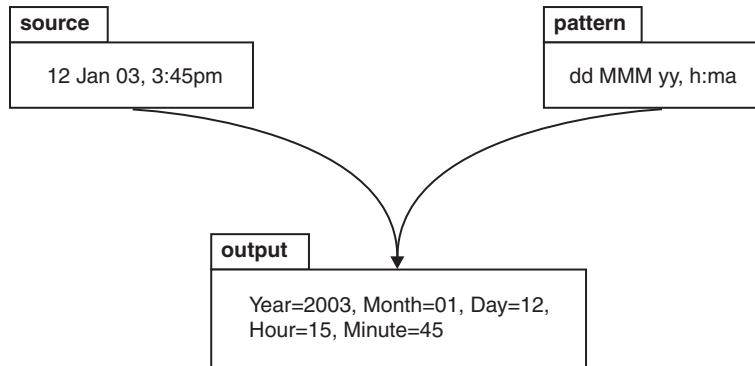 source
12 Jan 03, 3:45pm
pattern
dd MMM yy, h:ma
output
Year=2003, Month=01, Day=12,
Hour=15, Minute=45